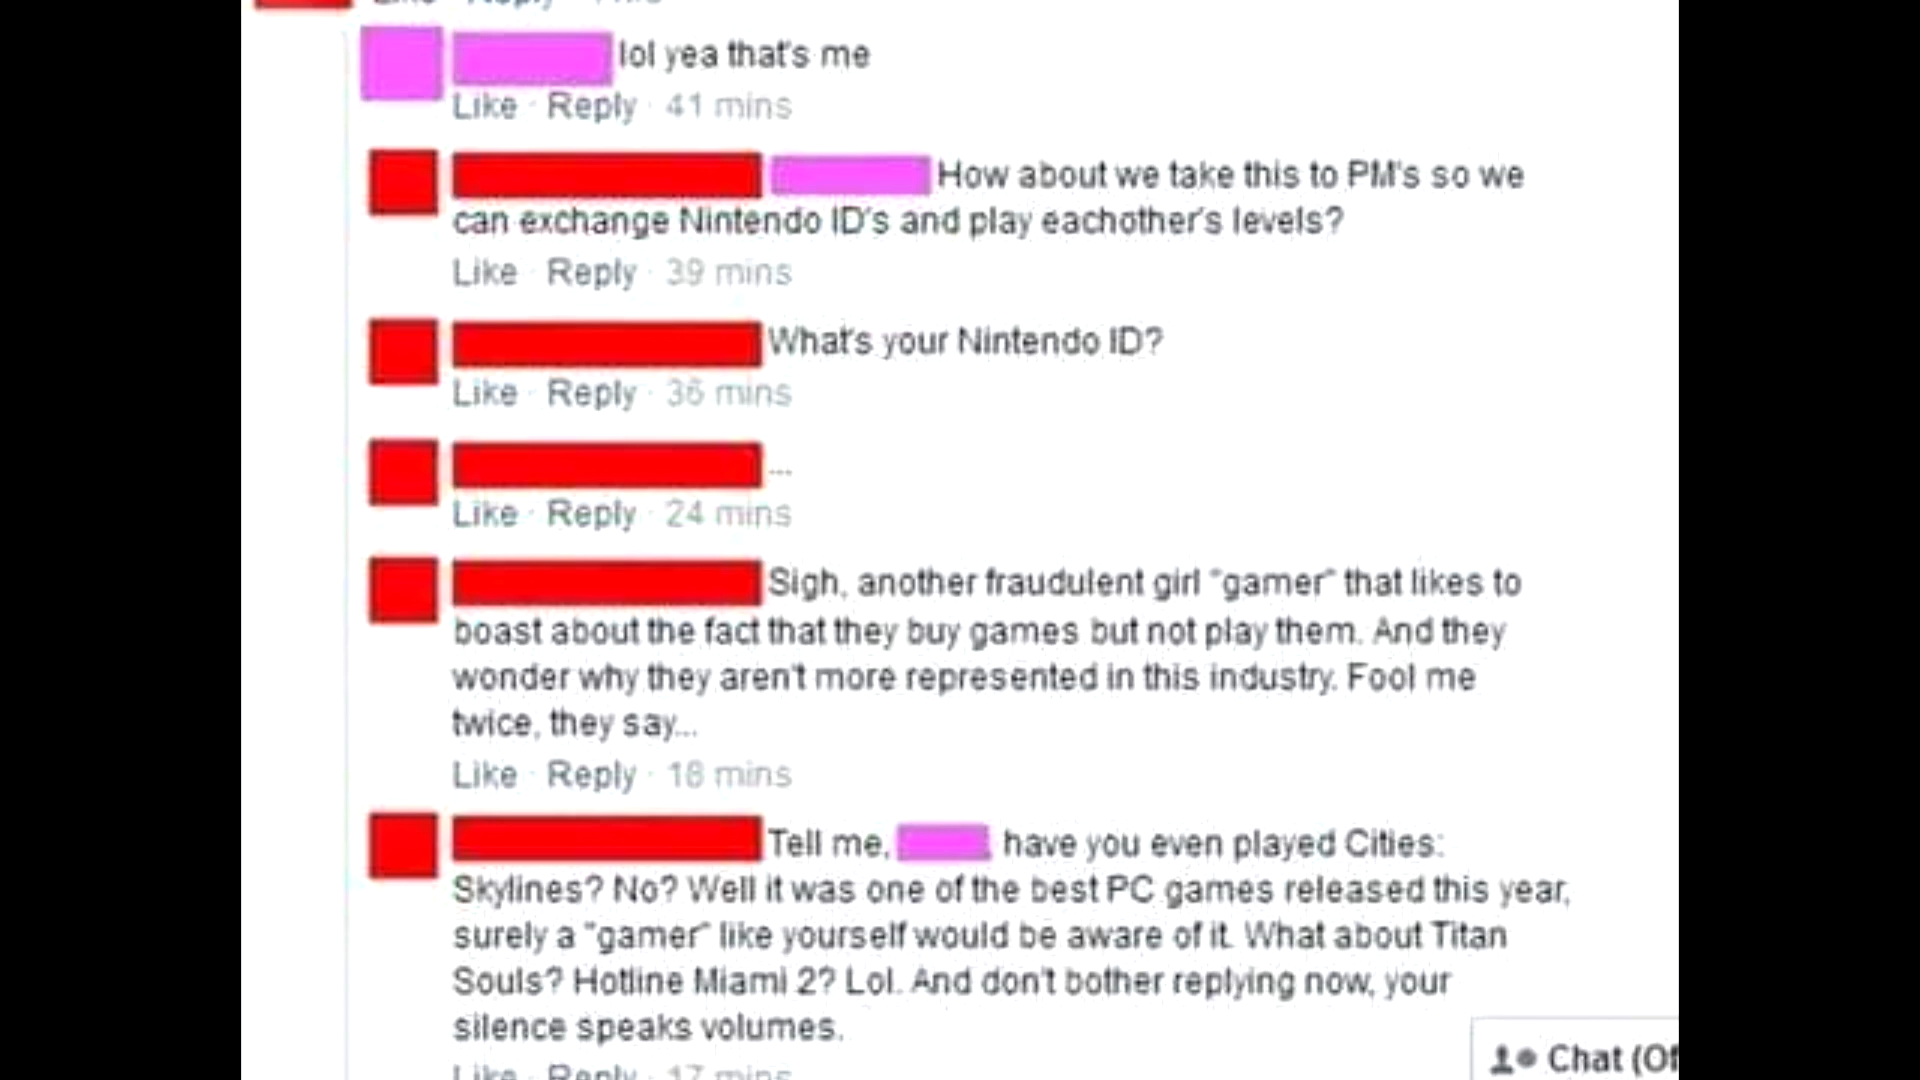 lol yea that's me
Like · Reply · 41 mins
How about we take this to PM's so we
can exchange Nintendo ID's and play eachother's levels?
Like · Reply · 39 mins
What's your Nintendo ID?
Like · Reply · 36 mins
...
Like · Reply · 24 mins
Sigh, another fraudulent girl "gamer" that likes to
boast about the fact that they buy games but not play them. And they
wonder why they aren't more represented in this industry. Fool me
twice, they say...
Like · Reply · 18 mins
Tell me, have you even played Cities:
Skylines? No? Well it was one of the best PC games released this year,
surely a "gamer" like yourself would be aware of it. What about Titan
Souls? Hotline Miami 2? Lol. And don't bother replying now, your
silence speaks volumes.
Like · Reply · 17 mins
Chat (Of